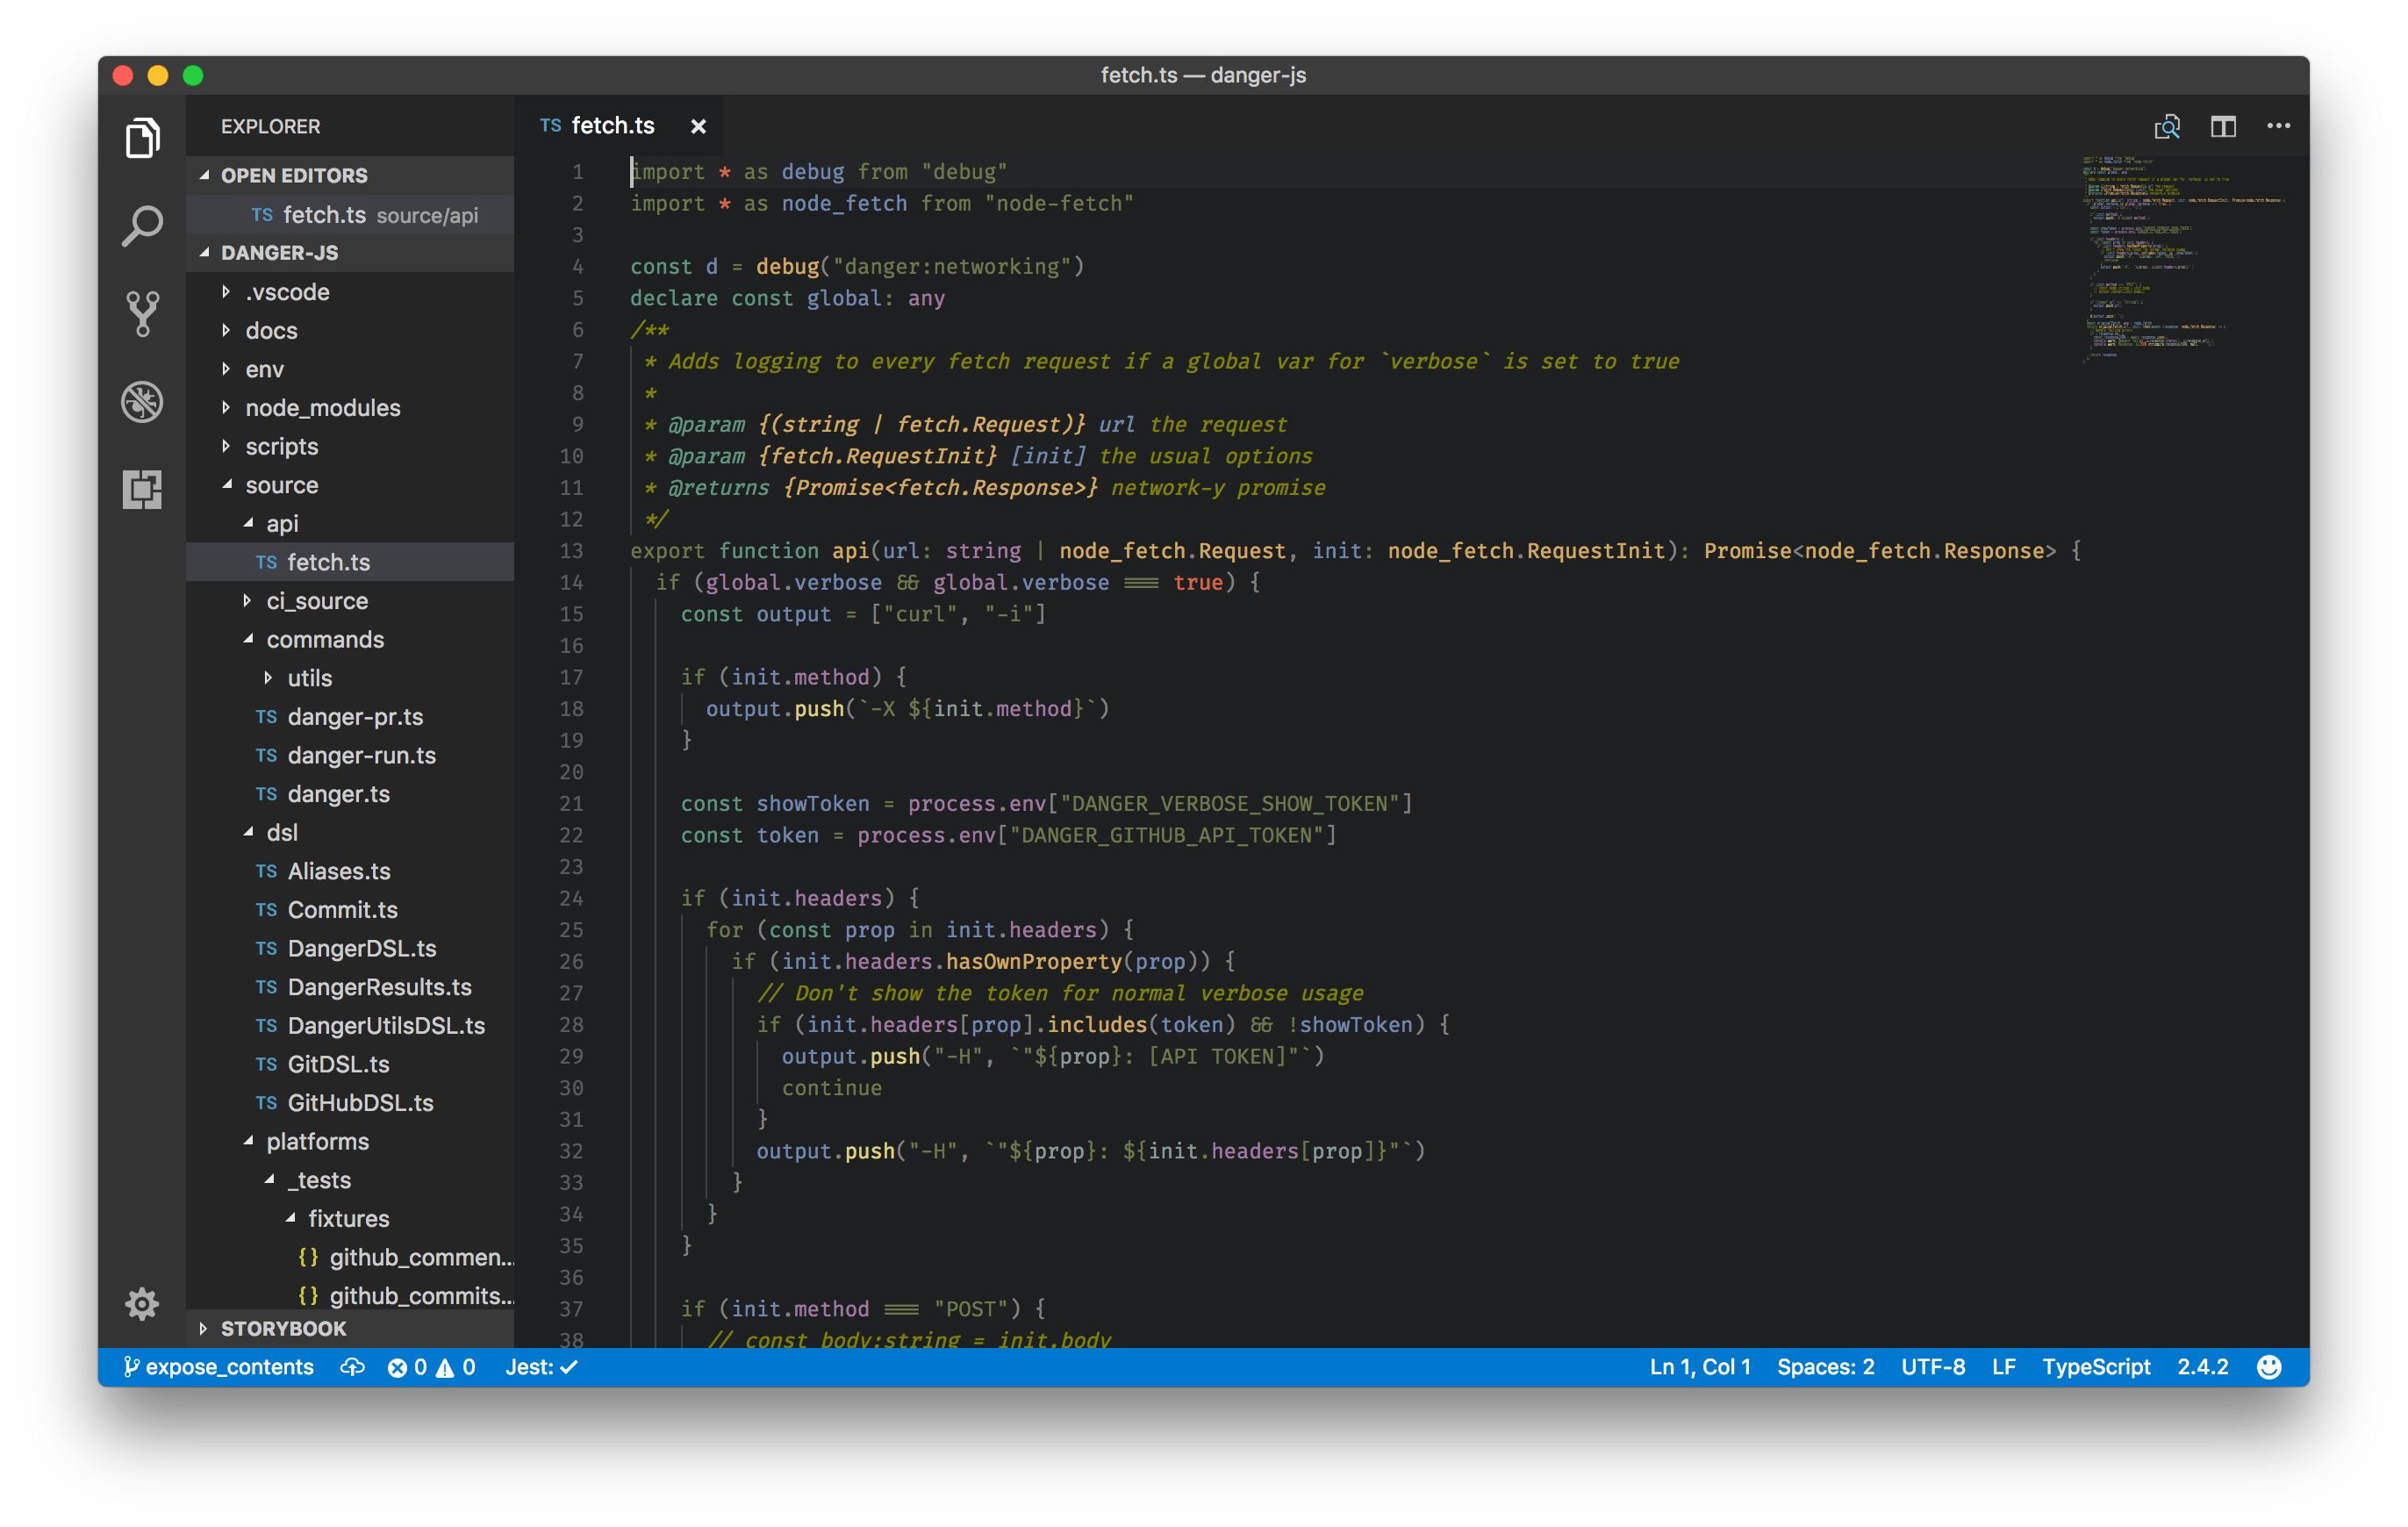 fetch.ts — danger-js
EXPLORER
OPEN EDITORS
TS fetch.ts source/api
DANGER-JS
.vscode
docs
env
node_modules
scripts
source
api
TS fetch.ts
ci_source
commands
utils
TS danger-pr.ts
TS danger-run.ts
TS danger.ts
dsl
TS Aliases.ts
TS Commit.ts
TS DangerDSL.ts
TS DangerResults.ts
TS DangerUtilsDSL.ts
TS GitDSL.ts
TS GitHubDSL.ts
platforms
_tests
fixtures
{} github_commen...
{} github_commits...
STORYBOOK
TS fetch.ts ×
1 import * as debug from "debug"
2 import * as node_fetch from "node-fetch"
3
4 const d = debug("danger:networking")
5 declare const global: any
6 /**
7  * Adds logging to every fetch request if a global var for `verbose` is set to true
8  *
9  * @param {(string | fetch.Request)} url the request
10  * @param {fetch.RequestInit} [init] the usual options
11  * @returns {Promise<fetch.Response>} network-y promise
12  */
13 export function api(url: string | node_fetch.Request, init: node_fetch.RequestInit): Promise<node_fetch.Response> {
14   if (global.verbose && global.verbose === true) {
15     const output = ["curl", "-i"]
16
17     if (init.method) {
18       output.push(`-X ${init.method}`)
19     }
20
21     const showToken = process.env["DANGER_VERBOSE_SHOW_TOKEN"]
22     const token = process.env["DANGER_GITHUB_API_TOKEN"]
23
24     if (init.headers) {
25       for (const prop in init.headers) {
26         if (init.headers.hasOwnProperty(prop)) {
27           // Don't show the token for normal verbose usage
28           if (init.headers[prop].includes(token) && !showToken) {
29             output.push("-H", `"${prop}: [API TOKEN]"`)
30             continue
31           }
32           output.push("-H", `"${prop}: ${init.headers[prop]}"`)
33         }
34       }
35     }
36
37     if (init.method === "POST") {
38       // const body:string = init.body
expose_contents 0 0 Jest: ✓
Ln 1, Col 1 Spaces: 2 UTF-8 LF TypeScript 2.4.2